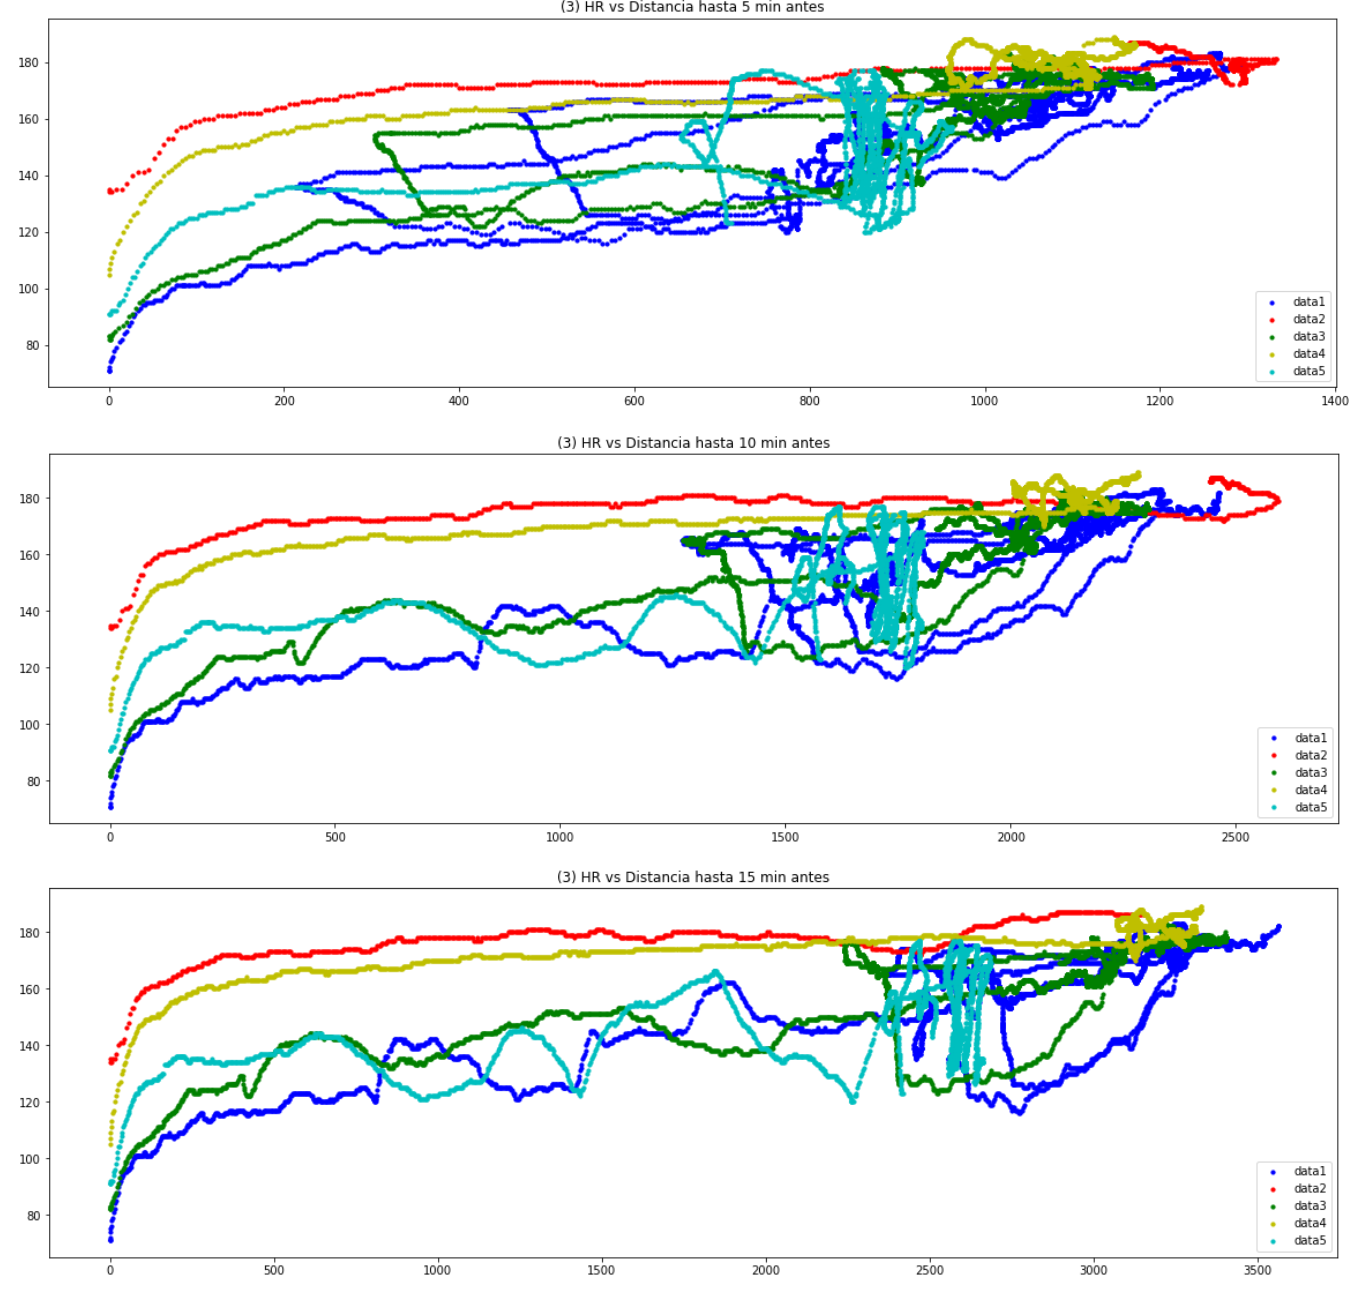 (3) HR vs Distancia hasta 5 min antes
180
160
140
120
100
80
data1
data2
data3
data4
data5
0 200 400 600 800 1000 1200 1400
(3) HR vs Distancia hasta 10 min antes
180
160
140
120
100
80
data1
data2
data3
data4
data5
0 500 1000 1500 2000 2500
(3) HR vs Distancia hasta 15 min antes
180
160
140
120
100
80
data1
data2
data3
data4
data5
0 500 1000 1500 2000 2500 3000 3500